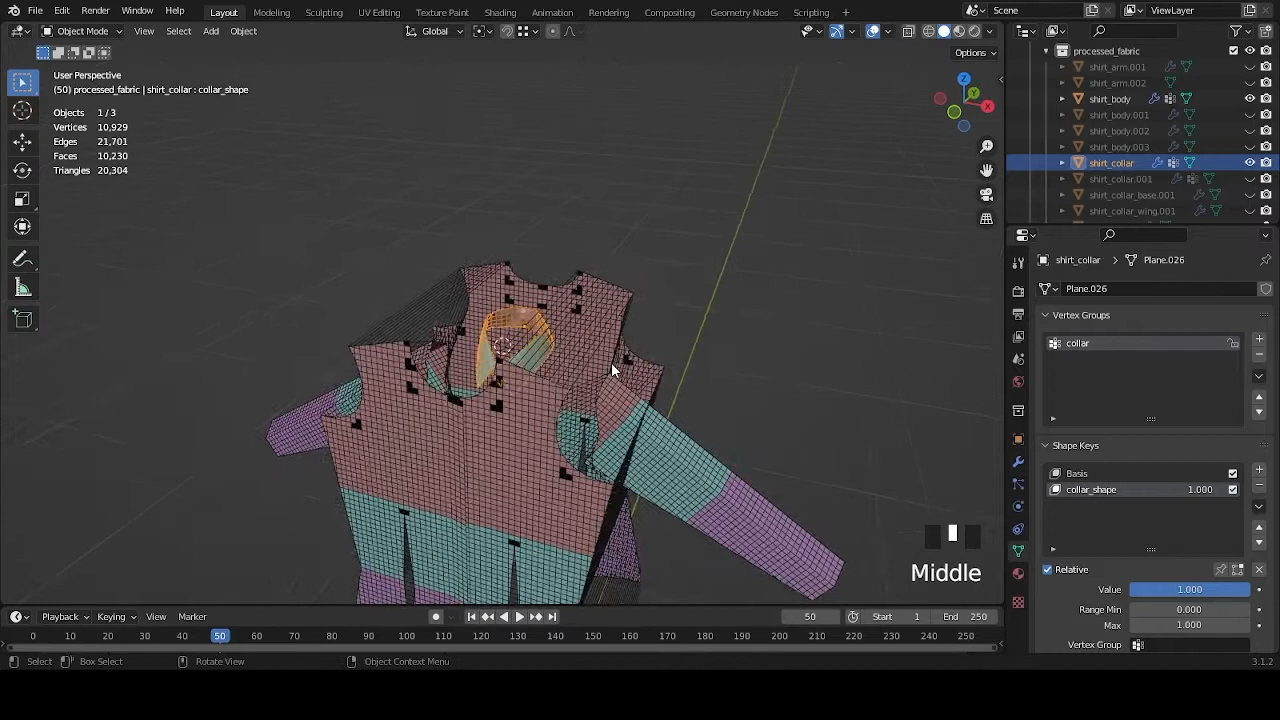 File Edit Render Window Help Layout Modeling Sculpting UV Editing Texture Paint Shading Animation Rendering Compositing Geometry Nodes Scripting + Scene ViewLayer
Object Mode View Select Add Object Global
Options
User Perspective
(50) processed_fabric | shirt_collar : collar_shape
Objects 1 / 3
Vertices 10,929
Edges 21,701
Faces 10,230
Triangles 20,304
Z
Y
X
Middle
processed_fabric
shirt_arm.001
shirt_arm.002
shirt_body
shirt_body.001
shirt_body.002
shirt_body.003
shirt_collar
shirt_collar.001
shirt_collar_base.001
shirt_collar_wing.001
shirt_collar > Plane.026
Plane.026
Vertex Groups
collar
Shape Keys
Basis
collar_shape 1.000
Relative
Value 1.000
Range Min 0.000
Max 1.000
Vertex Group
Playback Keying View Marker 50 Start 1 End 250
0 10 20 30 40 50 60 70 80 90 100 110 120 130 140 150 160 170 180 190 200 210 220 230 240 250
Select Box Select Rotate View Object Context Menu 3.1.2